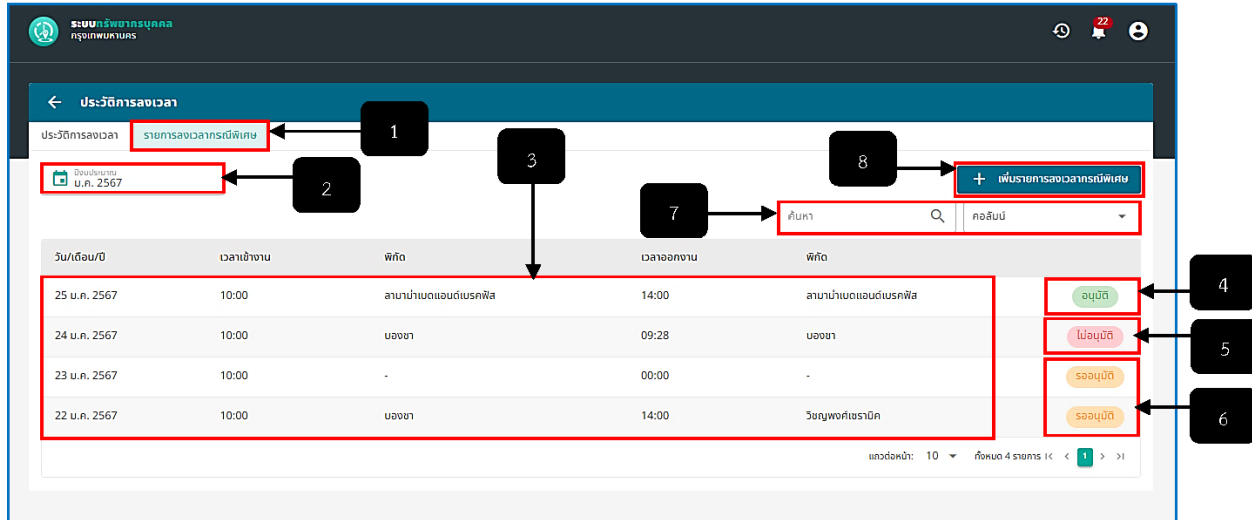 ระบบทรัพยากรบุคคล
กรุงเทพมหานคร
22
ประวัติการลงเวลา
ประวัติการลงเวลา รายการลงเวลากรณีพิเศษ
1
3
8
ปีงบประมาณ
ม.ค. 2567
2
เพิ่มรายการลงเวลากรณีพิเศษ
7
ค้นหา คอลัมน์
วัน/เดือน/ปี เวลาเข้างาน พิกัด เวลาออกงาน พิกัด
25 ม.ค. 2567 10:00 ลามาม่าเบดแอนด์เบรคฟัส 14:00 ลามาม่าเบดแอนด์เบรคฟัส อนุมัติ
4
24 ม.ค. 2567 10:00 บองชา 09:28 บองชา ไม่อนุมัติ
5
23 ม.ค. 2567 10:00 - 00:00 - รออนุมัติ
22 ม.ค. 2567 10:00 บองชา 14:00 วิชญพงศ์เซรามิค รออนุมัติ
6
แถวต่อหน้า: 10 ทั้งหมด 4 รายการ 1